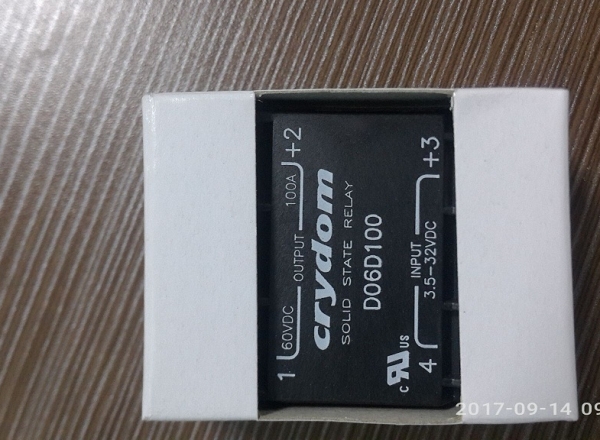 1 60VDC OUTPUT 100A +2
crydom
SOLID STATE RELAY
D06D100
c RU US
INPUT
3.5-32VDC
4 +3
2017-09-14 09